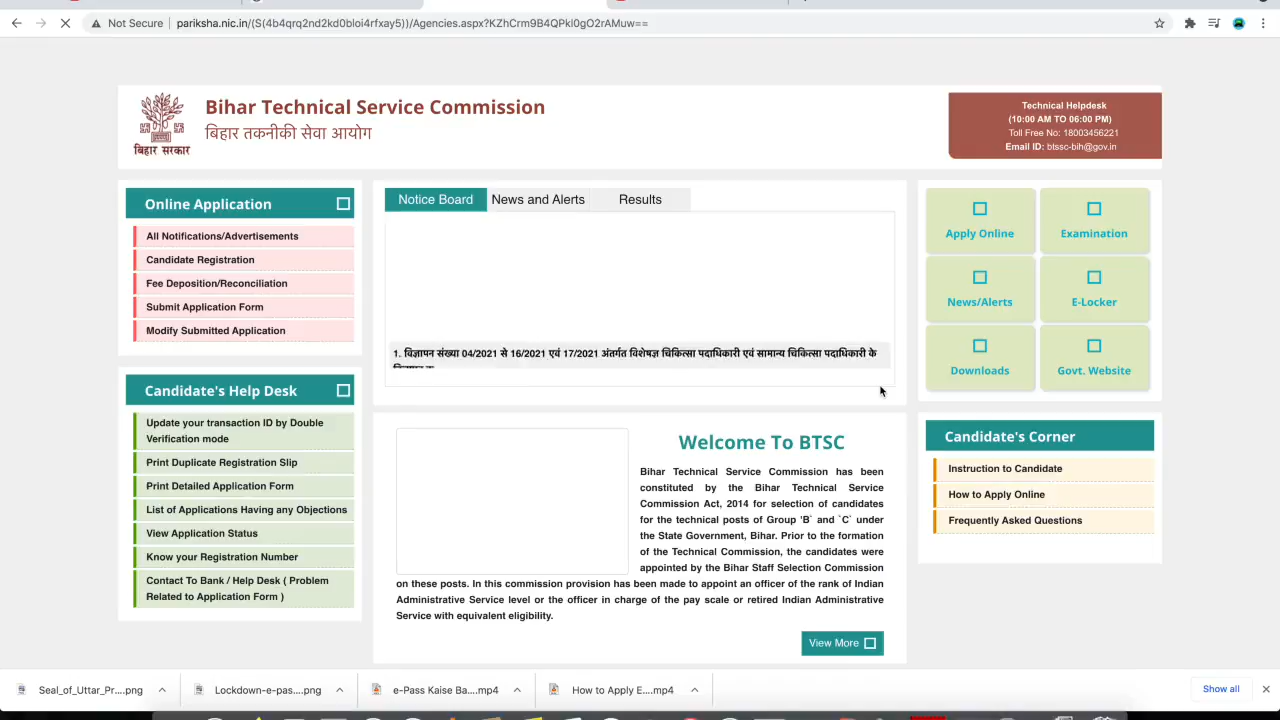 Not Secure
pariksha.nic.in/(S(4b4qrq2nd2kd0bloi4rfxay5))/Agencies.aspx?KZhCrm9B4QPkl0gO2rAMuw==
बिहार सरकार
Bihar Technical Service Commission
बिहार तकनीकी सेवा आयोग
Technical Helpdesk
(10:00 AM TO 06:00 PM)
Toll Free No: 18003456221
Email ID: btssc-bih@gov.in
Online Application
All Notifications/Advertisements
Candidate Registration
Fee Deposition/Reconciliation
Submit Application Form
Modify Submitted Application
Candidate's Help Desk
Update your transaction ID by Double
Verification mode
Print Duplicate Registration Slip
Print Detailed Application Form
List of Applications Having any Objections
View Application Status
Know your Registration Number
Contact To Bank / Help Desk ( Problem
Related to Application Form )
Notice Board News and Alerts Results
1. विज्ञापन संख्या 04/2021 से 16/2021 एवं 17/2021 अंतर्गत विशेषज्ञ चिकित्सा पदाधिकारी एवं सामान्य चिकित्सा पदाधिकारी के
Welcome To BTSC
Bihar Technical Service Commission has been
constituted by the Bihar Technical Service
Commission Act, 2014 for selection of candidates
for the technical posts of Group 'B` and `C` under
the State Government, Bihar. Prior to the formation
of the Technical Commission, the candidates were
appointed by the Bihar Staff Selection Commission
on these posts. In this commission provision has been made to appoint an officer of the rank of Indian
Administrative Service level or the officer in charge of the pay scale or retired Indian Administrative
Service with equivalent eligibility.
View More
Apply Online
Examination
News/Alerts
E-Locker
Downloads
Govt. Website
Candidate's Corner
Instruction to Candidate
How to Apply Online
Frequently Asked Questions
Seal_of_Uttar_Pr....png
Lockdown-e-pas....png
e-Pass Kaise Ba....mp4
How to Apply E....mp4
Show all